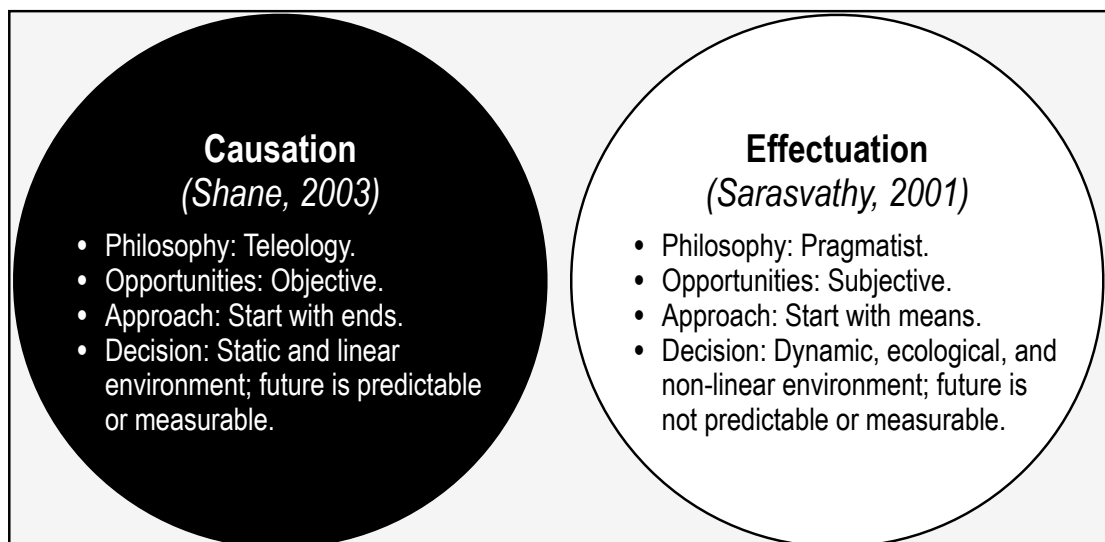 Causation
(Shane, 2003)
• Philosophy: Teleology.
• Opportunities: Objective.
• Approach: Start with ends.
• Decision: Static and linear
environment; future is predictable
or measurable.
Effectuation
(Sarasvathy, 2001)
• Philosophy: Pragmatist.
• Opportunities: Subjective.
• Approach: Start with means.
• Decision: Dynamic, ecological, and
non-linear environment; future is
not predictable or measurable.